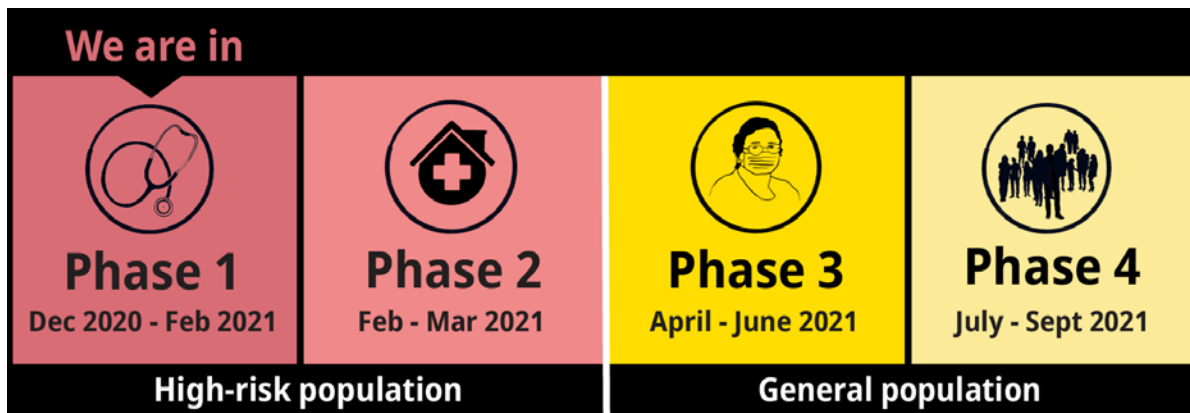 We are in
Phase 1
Dec 2020 - Feb 2021
Phase 2
Feb - Mar 2021
Phase 3
April - June 2021
Phase 4
July - Sept 2021
High-risk population
General population